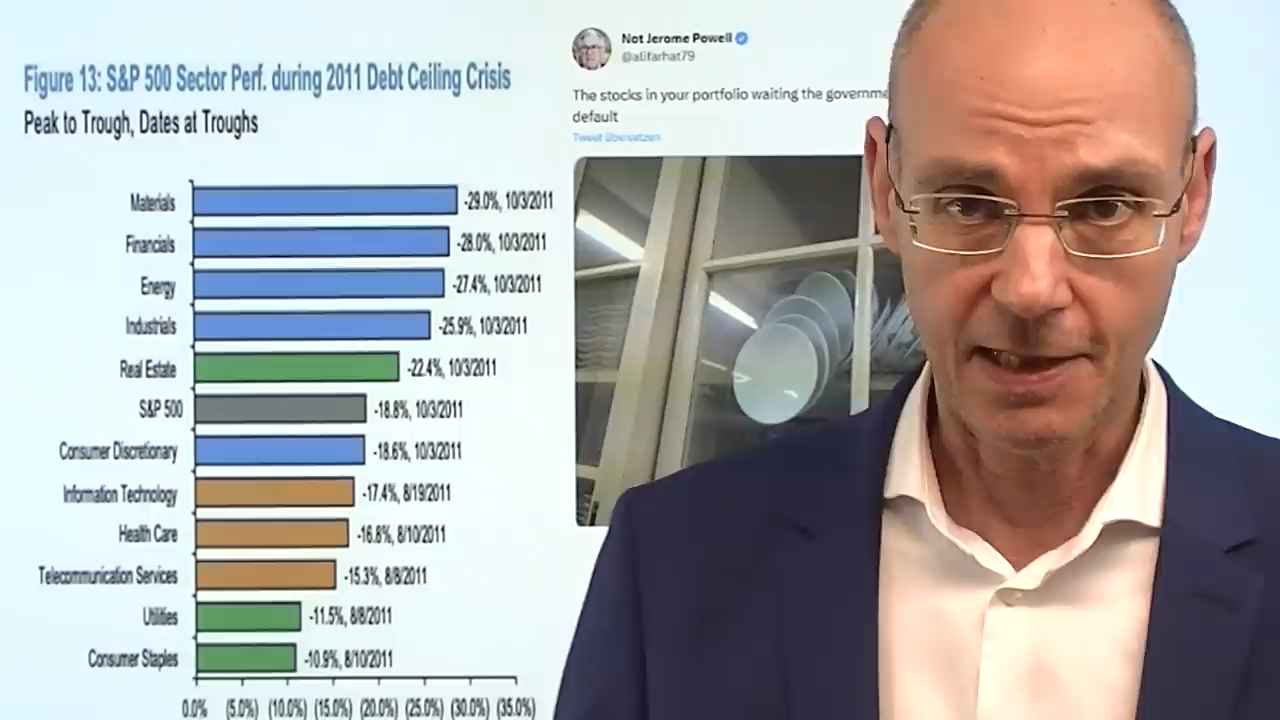 Figure 13: S&P 500 Sector Perf. during 2011 Debt Ceiling Crisis
Peak to Trough, Dates at Troughs
Materials -29.0%, 10/3/2011
Financials -28.0%, 10/3/2011
Energy -27.4%, 10/3/2011
Industrials -25.9%, 10/3/2011
Real Estate -22.4%, 10/3/2011
S&P 500 -18.8%, 10/3/2011
Consumer Discretionary -18.6%, 10/3/2011
Information Technology -17.4%, 8/19/2011
Health Care -16.8%, 8/10/2011
Telecommunication Services -15.3%, 8/8/2011
Utilities -11.5%, 8/8/2011
Consumer Staples -10.9%, 8/10/2011
0.0% (5.0%) (10.0%) (15.0%) (20.0%) (25.0%) (30.0%) (35.0%)
Not Jerome Powell
@alifarhat79
The stocks in your portfolio waiting the governme
default
Tweet übersetzen